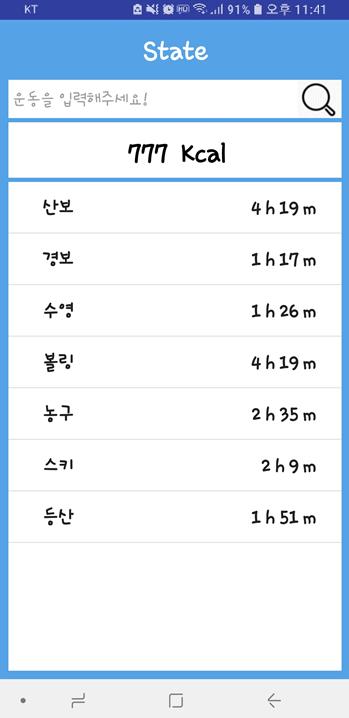 KT 91% 오후 11:41
State
운동을 입력해주세요!
777 Kcal
산보 4 h 19 m
경보 1 h 17 m
수영 1 h 26 m
볼링 4 h 19 m
농구 2 h 35 m
스키 2 h 9 m
등산 1 h 51 m